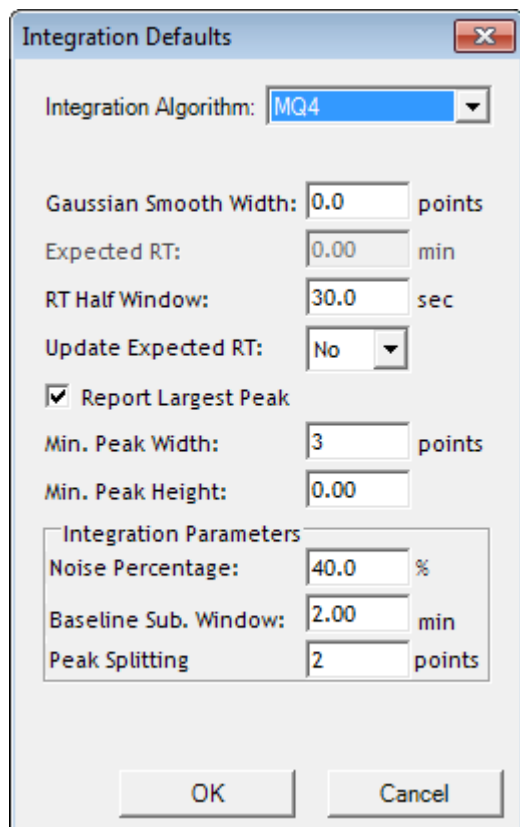 Integration Defaults
Integration Algorithm: MQ4
Gaussian Smooth Width: 0.0 points
Expected RT: 0.00 min
RT Half Window: 30.0 sec
Update Expected RT: No
Report Largest Peak
Min. Peak Width: 3 points
Min. Peak Height: 0.00
Integration Parameters
Noise Percentage: 40.0 %
Baseline Sub. Window: 2.00 min
Peak Splitting 2 points
OK Cancel